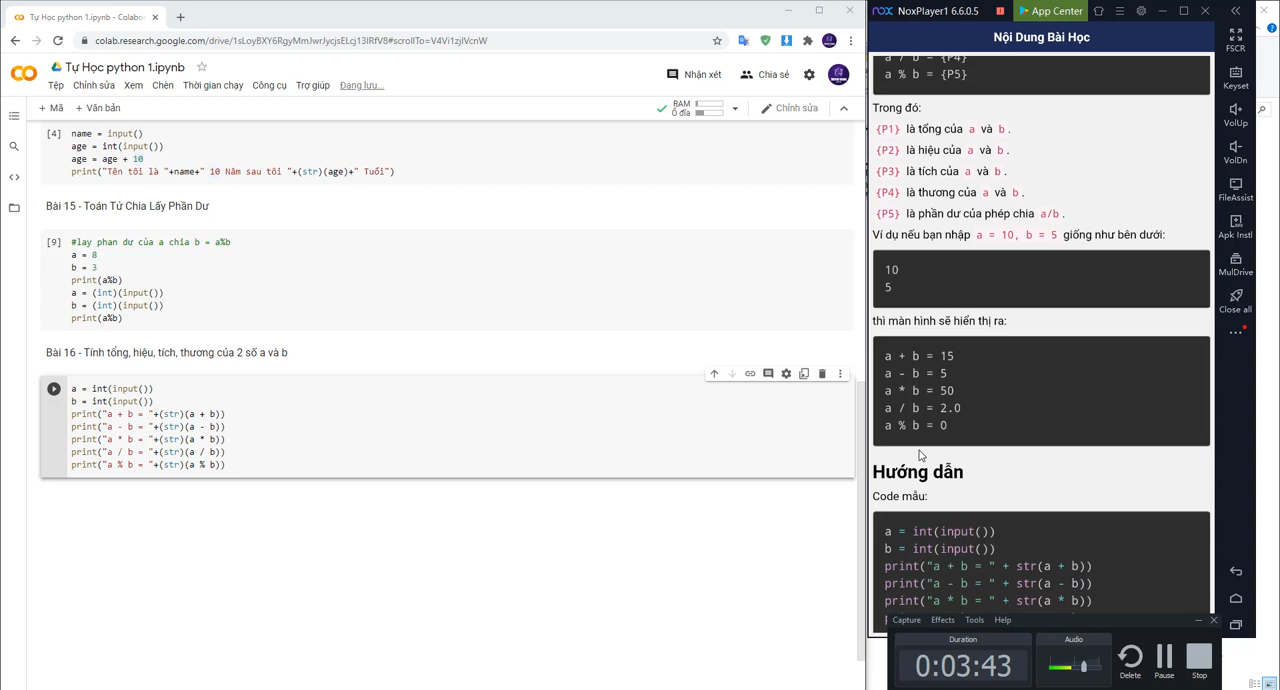 Tự Học python 1.ipynb - Colabor
colab.research.google.com/drive/1sLoyBXY6RgyMmJwrJycjsELcj13IRfV8#scrollTo=V4Vi1zjIVcnW
Tự Học python 1.ipynb
Tệp Chỉnh sửa Xem Chèn Thời gian chạy Công cụ Trợ giúp Đang lưu...
Nhận xét Chia sẻ
+ Mã + Văn bản
RAM
Ổ đĩa
Chỉnh sửa
[4] name = input()
age = int(input())
age = age + 10
print("Tên tôi là "+name+" 10 Năm sau tôi "+(str)(age)+" Tuổi")
Bài 15 - Toán Tử Chia Lấy Phần Dư
[9] #lay phan dư của a chia b = a%b
a = 8
b = 3
print(a%b)
a = (int)(input())
b = (int)(input())
print(a%b)
Bài 16 - Tính tổng, hiệu, tích, thương của 2 số a và b
a = int(input())
b = int(input())
print("a + b = "+(str)(a + b))
print("a - b = "+(str)(a - b))
print("a * b = "+(str)(a * b))
print("a / b = "+(str)(a / b))
print("a % b = "+(str)(a % b))
nox NoxPlayer1 6.6.0.5 App Center
Nội Dung Bài Học
a / b = {P4}
a % b = {P5}
Trong đó:
{P1} là tổng của a và b.
{P2} là hiệu của a và b.
{P3} là tích của a và b.
{P4} là thương của a và b.
{P5} là phần dư của phép chia a/b.
Ví dụ nếu bạn nhập a = 10, b = 5 giống như bên dưới:
10
5
thì màn hình sẽ hiển thị ra:
a + b = 15
a - b = 5
a * b = 50
a / b = 2.0
a % b = 0
Hướng dẫn
Code mẫu:
a = int(input())
b = int(input())
print("a + b = " + str(a + b))
print("a - b = " + str(a - b))
print("a * b = " + str(a * b))
FSCR
Keyset
VolUp
VolDn
FileAssist
Apk Instl
MulDrive
Close all
Capture Effects Tools Help
Duration
0:03:43
Audio
Delete Pause Stop